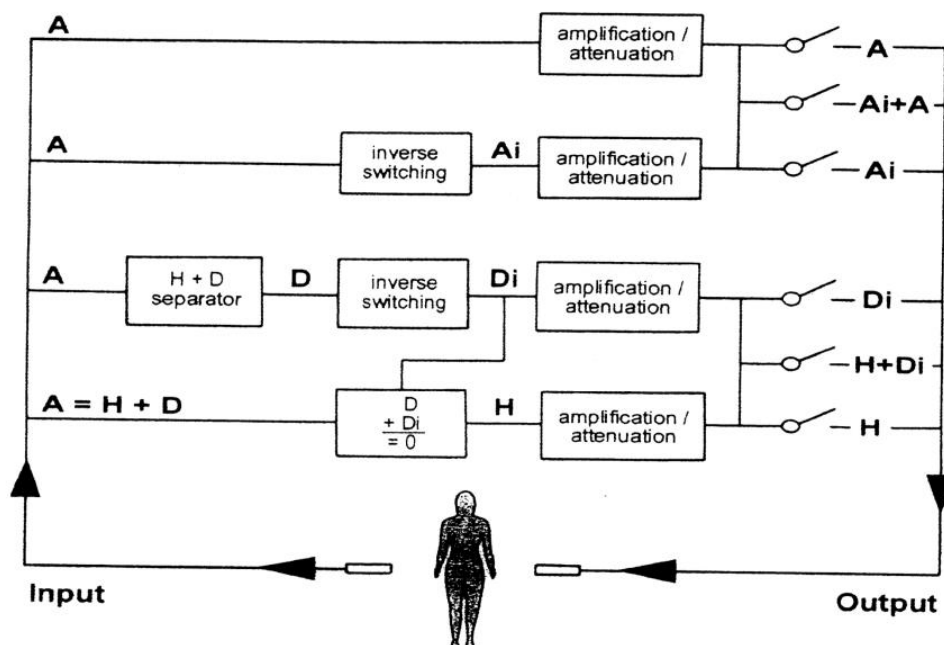 A
amplification /
attenuation
A
Ai+A
A
inverse
switching
Ai
amplification /
attenuation
Ai
A
H + D
separator
D
inverse
switching
Di
amplification /
attenuation
Di
H+Di
A = H + D
D
+ Di
= 0
H
amplification /
attenuation
H
Input
Output